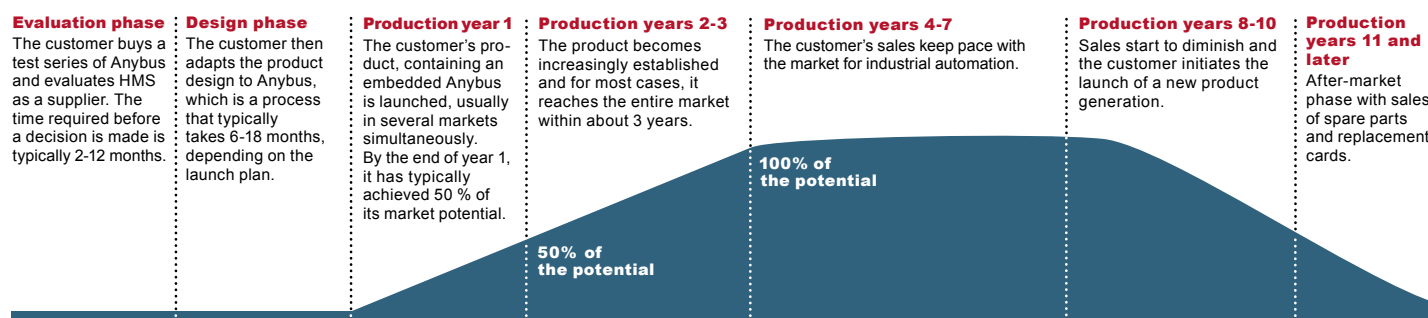 Evaluation phase
The customer buys a
test series of Anybus
and evaluates HMS
as a supplier. The
time required before
a decision is made is
typically 2-12 months.
Design phase
The customer then
adapts the product
design to Anybus,
which is a process
that typically
takes 6-18 months,
depending on the
launch plan.
Production year 1
The customer's pro-
duct, containing an
embedded Anybus
is launched, usually
in several markets
simultaneously.
By the end of year 1,
it has typically
achieved 50 % of
its market potential.
Production years 2-3
The product becomes
increasingly established
and for most cases, it
reaches the entire market
within about 3 years.
50% of
the potential
Production years 4-7
The customer's sales keep pace with
the market for industrial automation.
100% of
the potential
Production years 8-10
Sales start to diminish and
the customer initiates the
launch of a new product
generation.
Production
years 11 and
later
After-market
phase with sales
of spare parts
and replacement
cards.